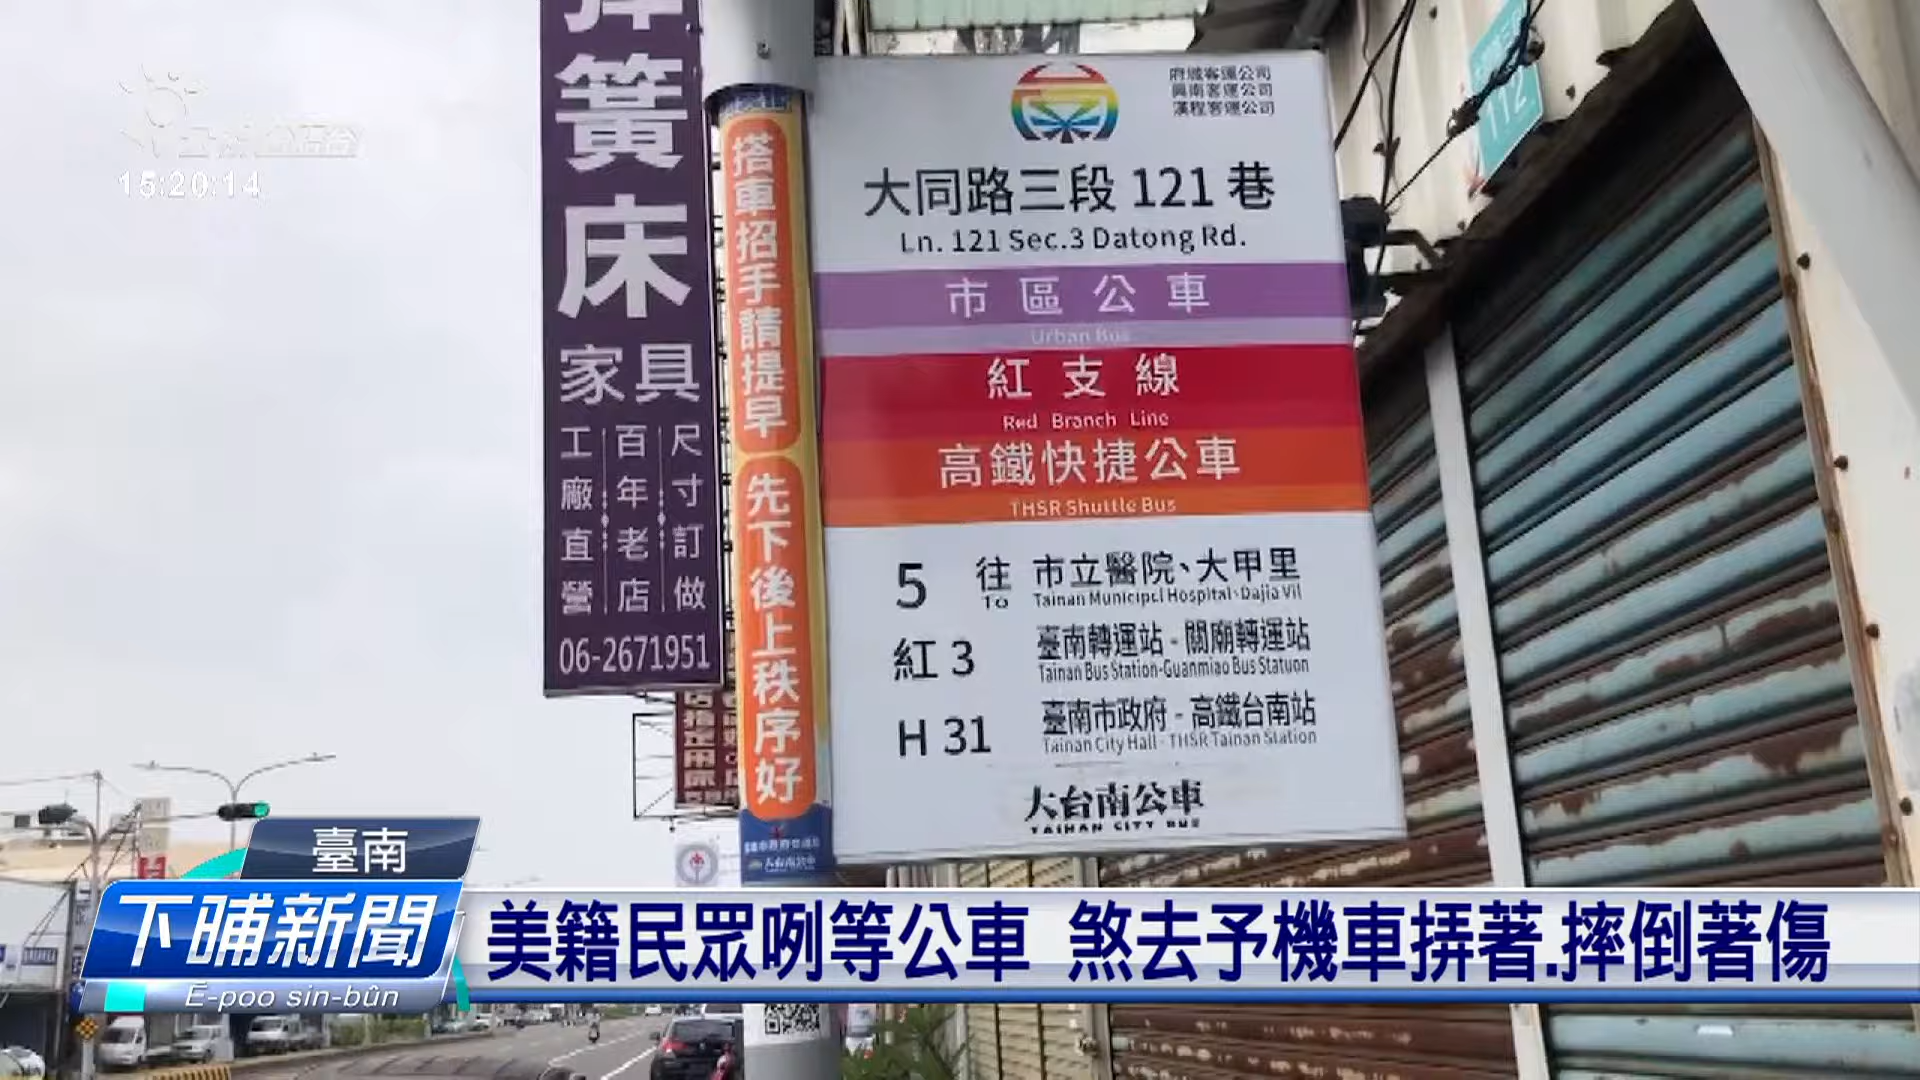 15:20:14
簧床
家具
尺寸訂做
百年老店
工廠直營
06-2671951
搭車招手請提早
先下後上秩序好
府城客運公司
興南客運公司
漢程客運公司
大同路三段 121 巷
Ln. 121 Sec.3 Datong Rd.
市區公車
Urban Bus
紅支線
Red Branch Line
高鐵快捷公車
THSR Shuttle Bus
5 往 市立醫院、大甲里
To Tainan Municipcl Hospital、Dajia Vil
紅 3 臺南轉運站 - 關廟轉運站
Tainan Bus Station-Guanmiao Bus Statuon
H 31 臺南市政府 - 高鐵台南站
Tainan City Hall - THSR Tainan Station
大台南公車
TAINAN CITY BUS
112
臺南
下晡新聞
Ē-poo sin-bûn
美籍民眾咧等公車 煞去予機車挵著.摔倒著傷